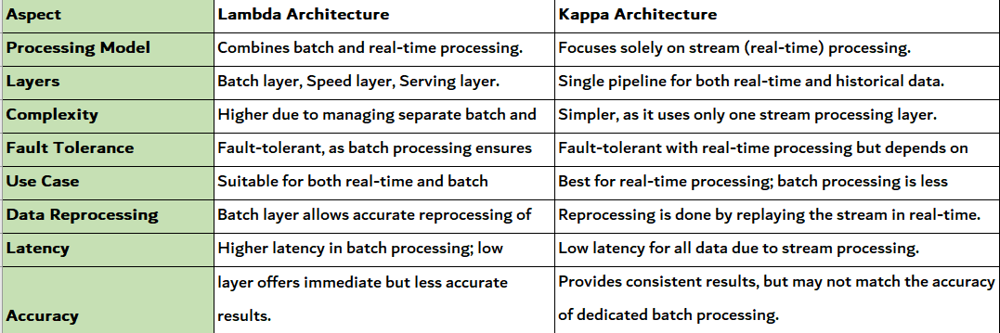 Aspect Lambda Architecture Kappa Architecture
Processing Model Combines batch and real-time processing. Focuses solely on stream (real-time) processing.
Layers Batch layer, Speed layer, Serving layer. Single pipeline for both real-time and historical data.
Complexity Higher due to managing separate batch and Simpler, as it uses only one stream processing layer.
Fault Tolerance Fault-tolerant, as batch processing ensures Fault-tolerant with real-time processing but depends on
Use Case Suitable for both real-time and batch Best for real-time processing; batch processing is less
Data Reprocessing Batch layer allows accurate reprocessing of Reprocessing is done by replaying the stream in real-time.
Latency Higher latency in batch processing; low Low latency for all data due to stream processing.
layer offers immediate but less accurate Provides consistent results, but may not match the accuracy
Accuracy results. of dedicated batch processing.